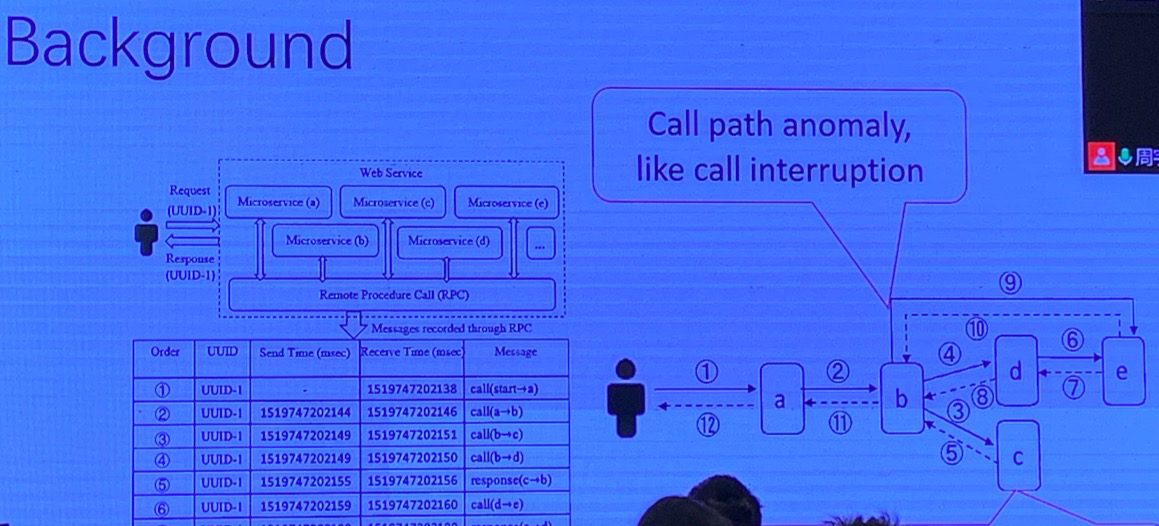 Background
Call path anomaly,
like call interruption
周
Web Service
Request
(UUID-1)
Response
(UUID-1)
Microservice (a)
Microservice (c)
Microservice (e)
Microservice (b)
Microservice (d)
...
Remote Procedure Call (RPC)
Messages recorded through RPC
Order UUID Send Time (msec) Receive Time (msec) Message
① UUID-1 - 1519747202138 call(start→a)
② UUID-1 1519747202144 1519747202146 call(a→b)
③ UUID-1 1519747202149 1519747202151 call(b→c)
④ UUID-1 1519747202149 1519747202150 call(b→d)
⑤ UUID-1 1519747202155 1519747202156 response(c→b)
⑥ UUID-1 1519747202159 1519747202160 call(d→e)
⑨
⑩
① ② ④ ⑥
a b d e
⑫ ⑪ ⑧ ⑦
③
⑤
c